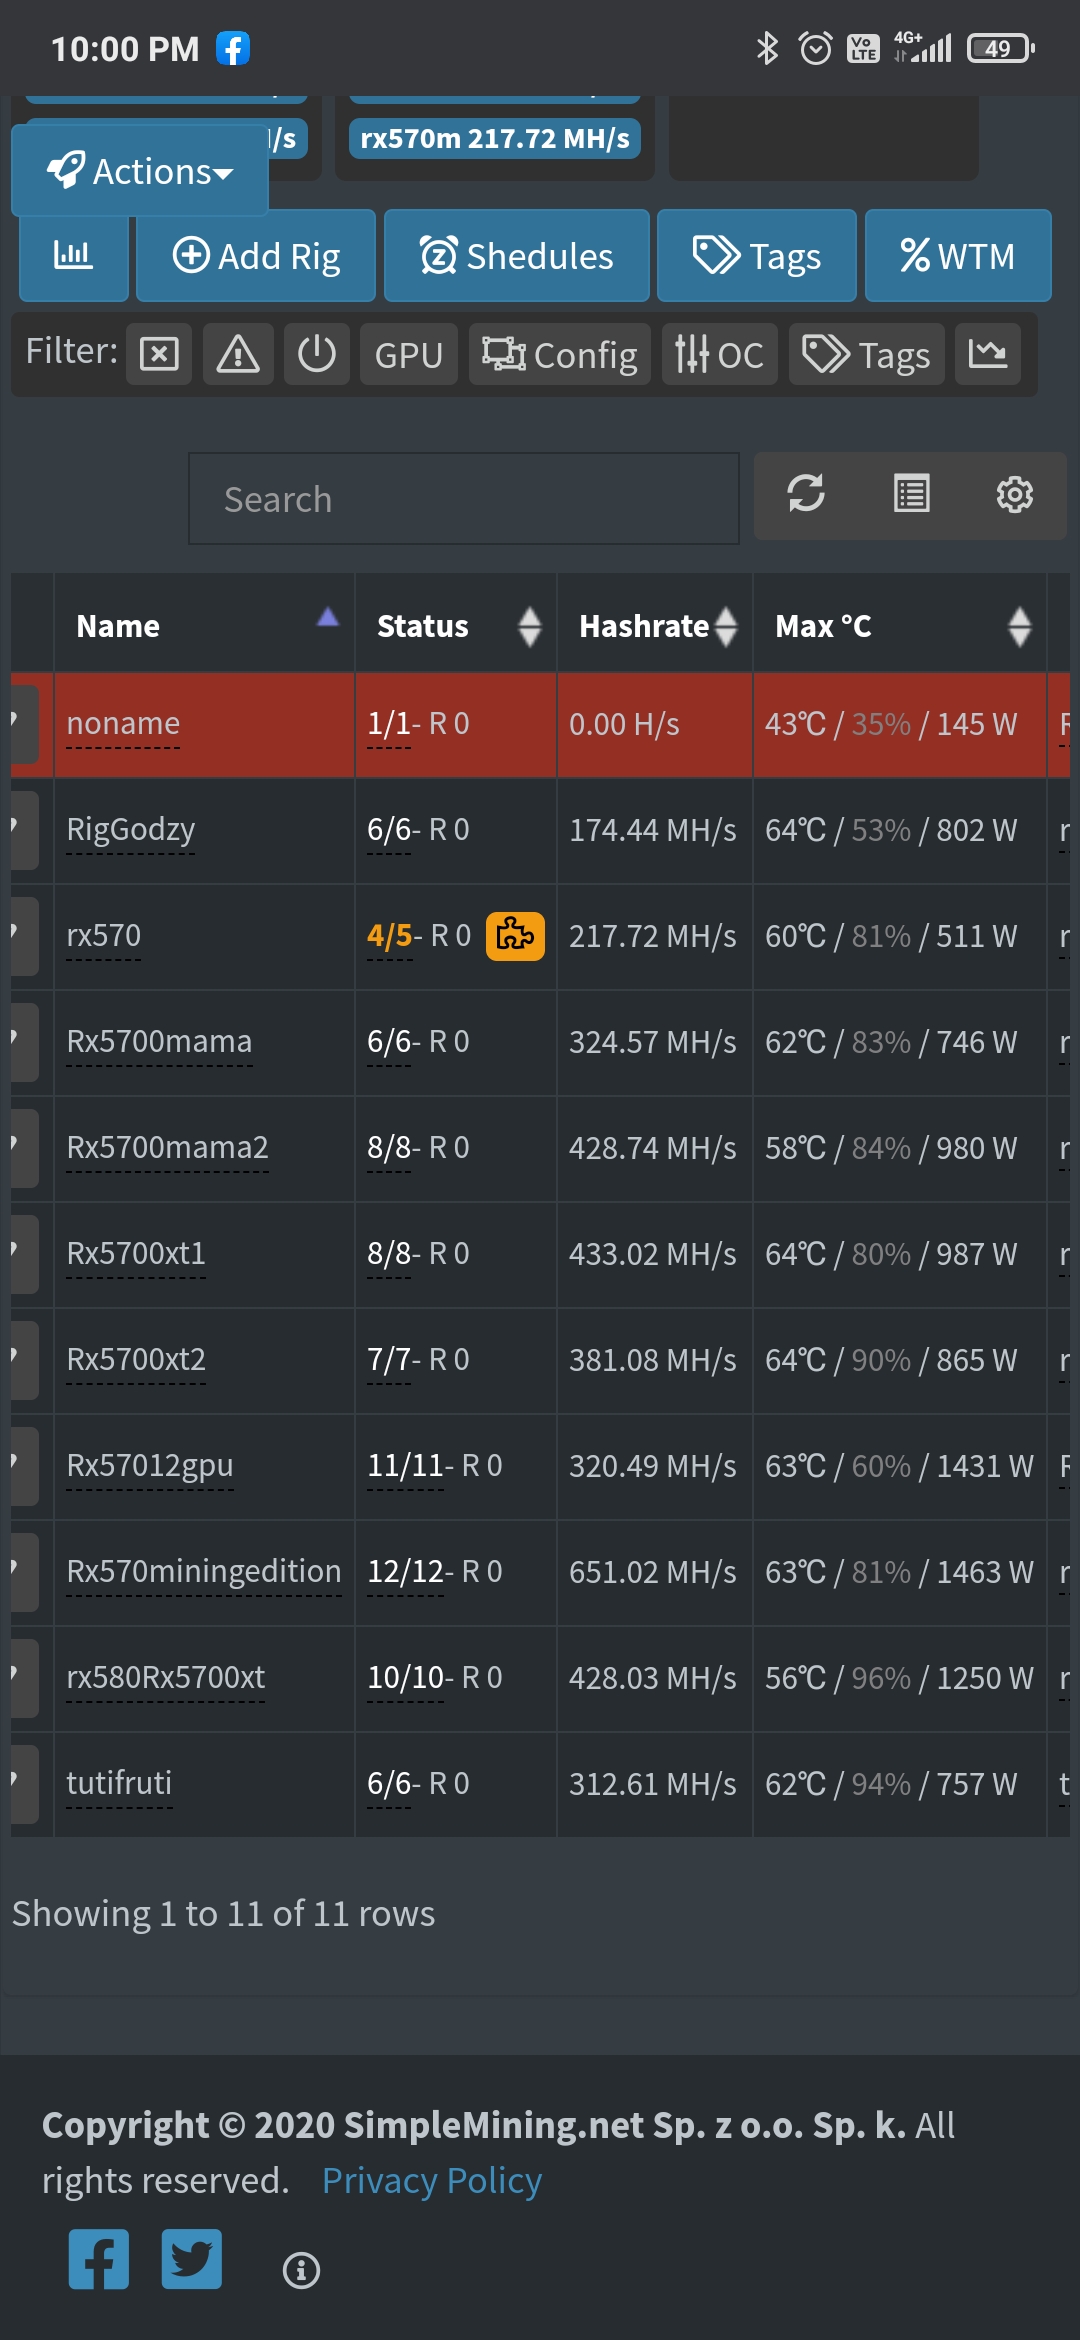 10:00 PM
Vo LTE 4G+ 49
/s
rx570m 217.72 MH/s
Actions
Add Rig Shedules Tags % WTM
Filter: GPU Config OC Tags
Search
Name Status Hashrate Max °C
noname 1/1- R 0 0.00 H/s 43℃ / 35% / 145 W R
RigGodzy 6/6- R 0 174.44 MH/s 64℃ / 53% / 802 W r
rx570 4/5- R 0 217.72 MH/s 60℃ / 81% / 511 W r
Rx5700mama 6/6- R 0 324.57 MH/s 62℃ / 83% / 746 W r
Rx5700mama2 8/8- R 0 428.74 MH/s 58℃ / 84% / 980 W r
Rx5700xt1 8/8- R 0 433.02 MH/s 64℃ / 80% / 987 W r
Rx5700xt2 7/7- R 0 381.08 MH/s 64℃ / 90% / 865 W r
Rx57012gpu 11/11- R 0 320.49 MH/s 63℃ / 60% / 1431 W R
Rx570miningedition 12/12- R 0 651.02 MH/s 63℃ / 81% / 1463 W r
rx580Rx5700xt 10/10- R 0 428.03 MH/s 56℃ / 96% / 1250 W r
tutifruti 6/6- R 0 312.61 MH/s 62℃ / 94% / 757 W t
Showing 1 to 11 of 11 rows
Copyright © 2020 SimpleMining.net Sp. z o.o. Sp. k. All
rights reserved. Privacy Policy